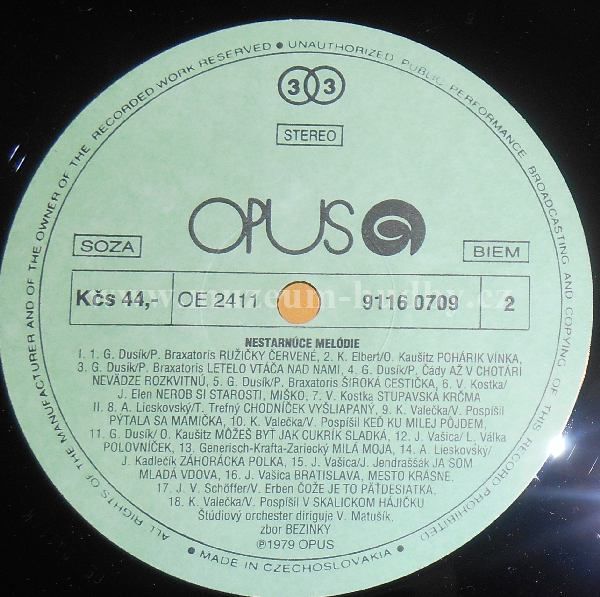 ALL RIGHTS OF THE MANUFACTURER AND OF THE OWNER OF THE RECORDED WORK RESERVED • UNAUTHORIZED PUBLIC PERFORMANCE BROADCASTING AND COPYING OF THIS RECORD PROHIBITED
33
STEREO
OPUS
SOZA
BIEM
Kčs 44,- OE 2411 9116 0709 2
NESTARNÚCE MELÓDIE
I. 1. G. Dusík/P. Braxatoris RUŽIČKY ČERVENÉ, 2. K. Elbert/O. Kaušitz POHÁRIK VÍNKA,
3. G. Dusík/P. Braxatoris LETELO VTÁČA NAD NAMI, 4. G. Dusík/P. Čády AŽ V CHOTÁRI
NEVÄDZE ROZKVITNÚ, 5. G. Dusík/P. Braxatoris ŠIROKÁ CESTIČKA, 6. V. Kostka/
J. Elen NEROB SI STAROSTI, MIŠKO, 7. V. Kostka STUPAVSKÁ KRČMA
II. 8. A. Lieskovský/T. Trefný CHODNÍČEK VYŠLIAPANÝ, 9. K. Valečka/V. Pospíšil
PÝTALA SA MAMIČKA, 10. K. Valečka/V. Pospíšil KEĎ KU MILEJ PÔJDEM,
11. G. Dusík/O. Kaušitz MÔŽEŠ BYŤ JAK CUKRÍK SLADKÁ, 12. J. Vašica/L. Válka
POLOVNÍČEK, 13. Generisch-Krafta-Zariecký MILÁ MOJA, 14. A. Lieskovšky/
J. Kadlečík ZÁHORÁCKA POLKA, 15. J. Vašica/J. Jendraššák JA SOM
MLADÁ VDOVA, 16. J. Vašica BRATISLAVA, MESTO KRÁSNE,
17. J. V. Schöffer/V. Erben ČOŽE JE TO PÄŤDESIATKA,
18. K. Valečka/V. Pospíšil V SKALICKOM HÁJÍČKU
Štúdiový orchester diriguje V. Matušík,
zbor BEZINKY
℗1979 OPUS
• MADE IN CZECHOSLOVAKIA •